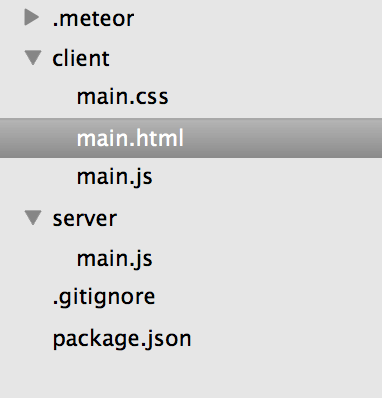 .meteor
client
main.css
main.html
main.js
server
main.js
.gitignore
package.json